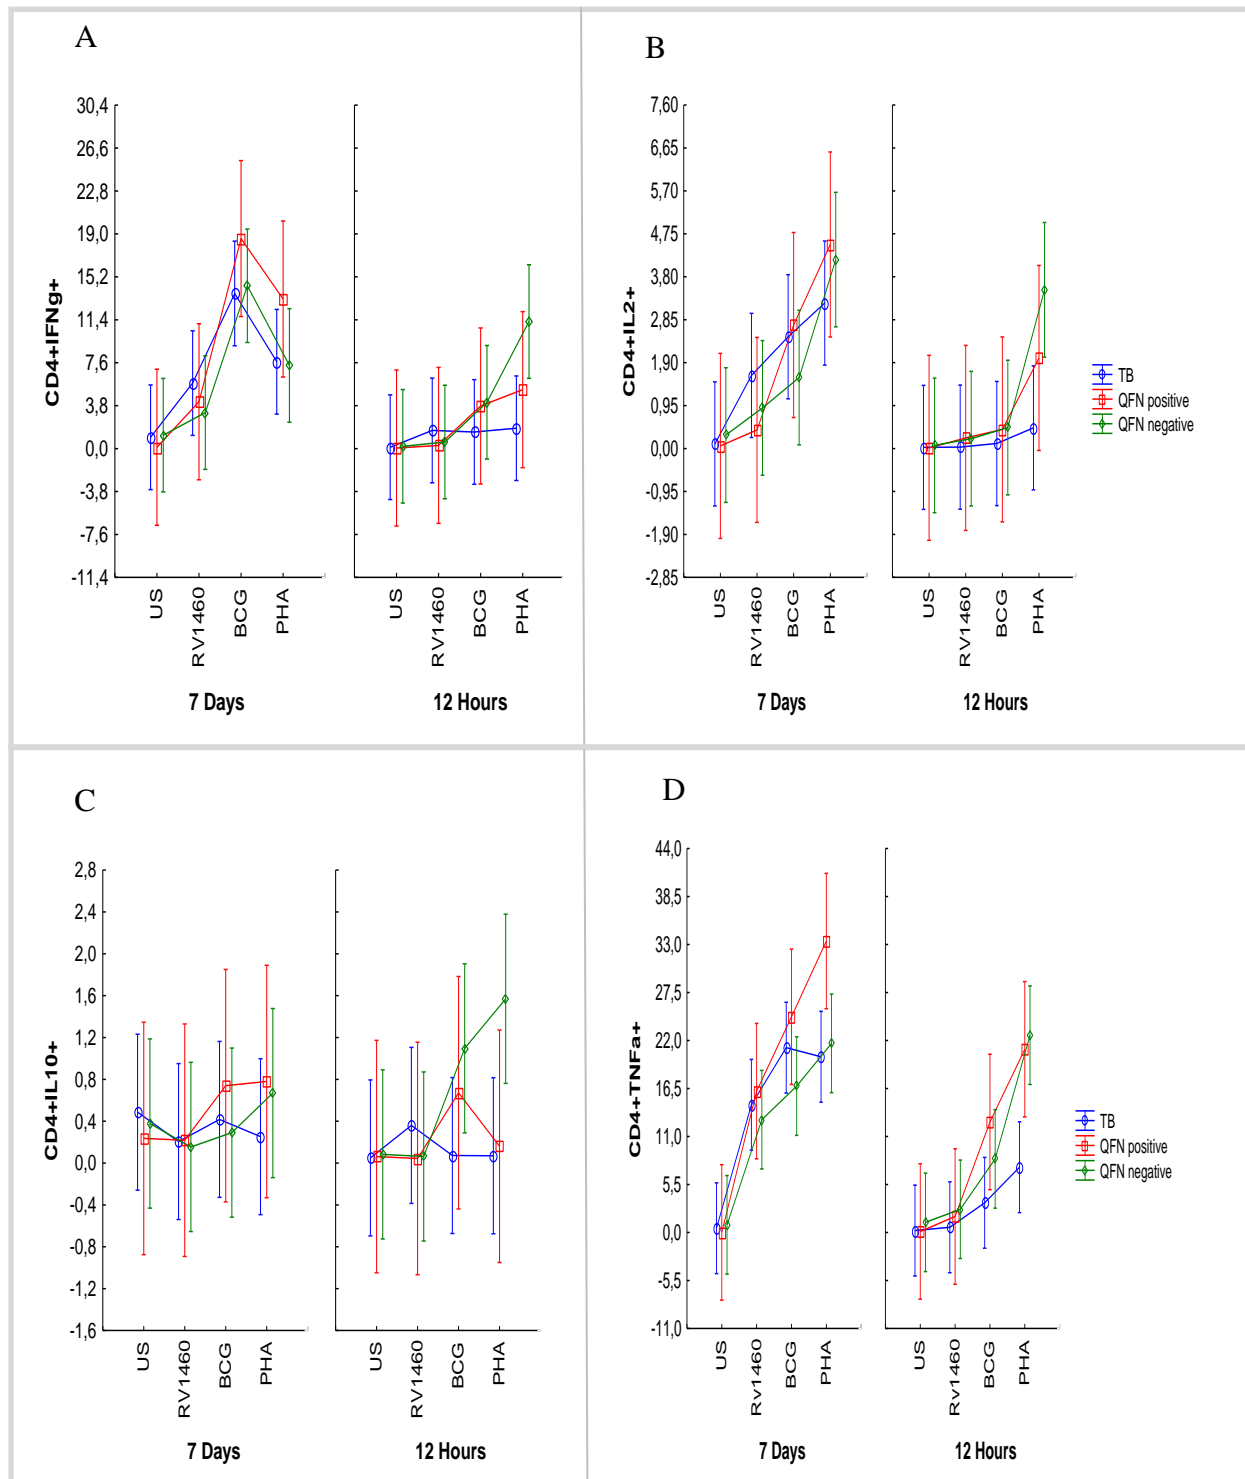 A
30,4
26,6
22,8
19,0
15,2
11,4
7,6
3,8
0,0
-3,8
-7,6
-11,4
CD4+IFNg+
US
RV1460
BCG
PHA
7 Days
US
RV1460
BCG
PHA
12 Hours
B
7,60
6,65
5,70
4,75
3,80
2,85
1,90
0,95
0,00
-0,95
-1,90
-2,85
CD4+IL2+
US
RV1460
BCG
PHA
7 Days
US
RV1460
BCG
PHA
12 Hours
TB
QFN positive
QFN negative
C
2,8
2,4
2,0
1,6
1,2
0,8
0,4
0,0
-0,4
-0,8
-1,2
-1,6
CD4+IL10+
US
RV1460
BCG
PHA
7 Days
US
RV1460
BCG
PHA
12 Hours
D
44,0
38,5
33,0
27,5
22,0
16,5
11,0
5,5
0,0
-5,5
-11,0
CD4+TNFa+
US
Rv1460
BCG
PHA
7 Days
US
RV1460
BCG
PHA
12 Hours
TB
QFN positive
QFN negative